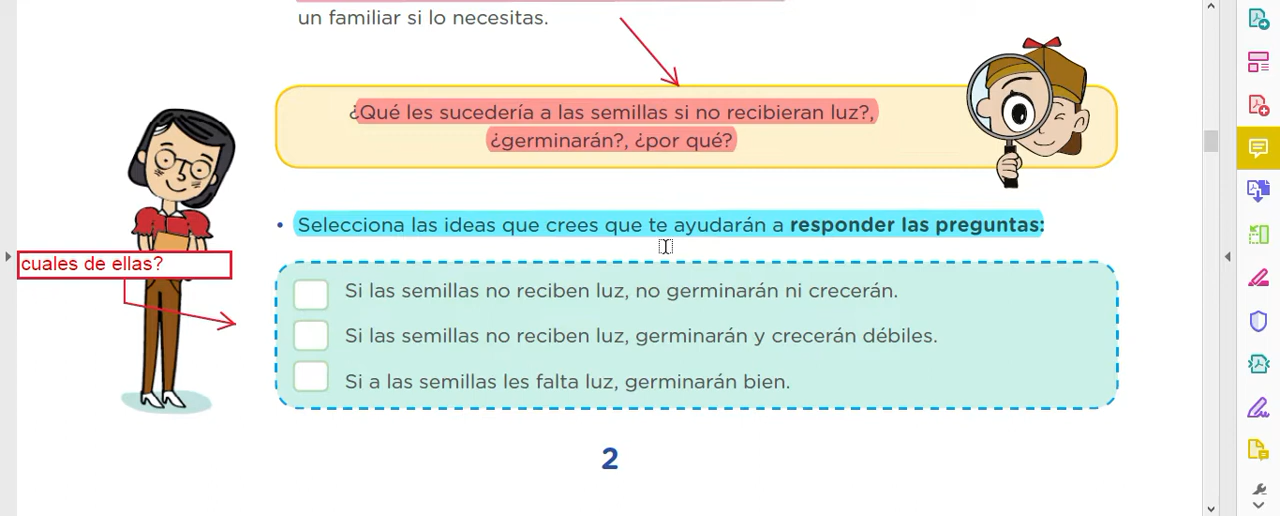 un familiar si lo necesitas.
¿Qué les sucedería a las semillas si no recibieran luz?,
¿germinarán?, ¿por qué?
• Selecciona las ideas que crees que te ayudarán a responder las preguntas:
cuales de ellas?
Si las semillas no reciben luz, no germinarán ni crecerán.
Si las semillas no reciben luz, germinarán y crecerán débiles.
Si a las semillas les falta luz, germinarán bien.
2